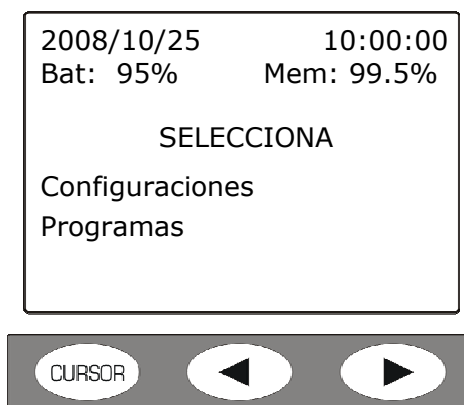 2008/10/25 10:00:00
Bat: 95% Mem: 99.5%
SELECCIONA
Configuraciones
Programas
CURSOR